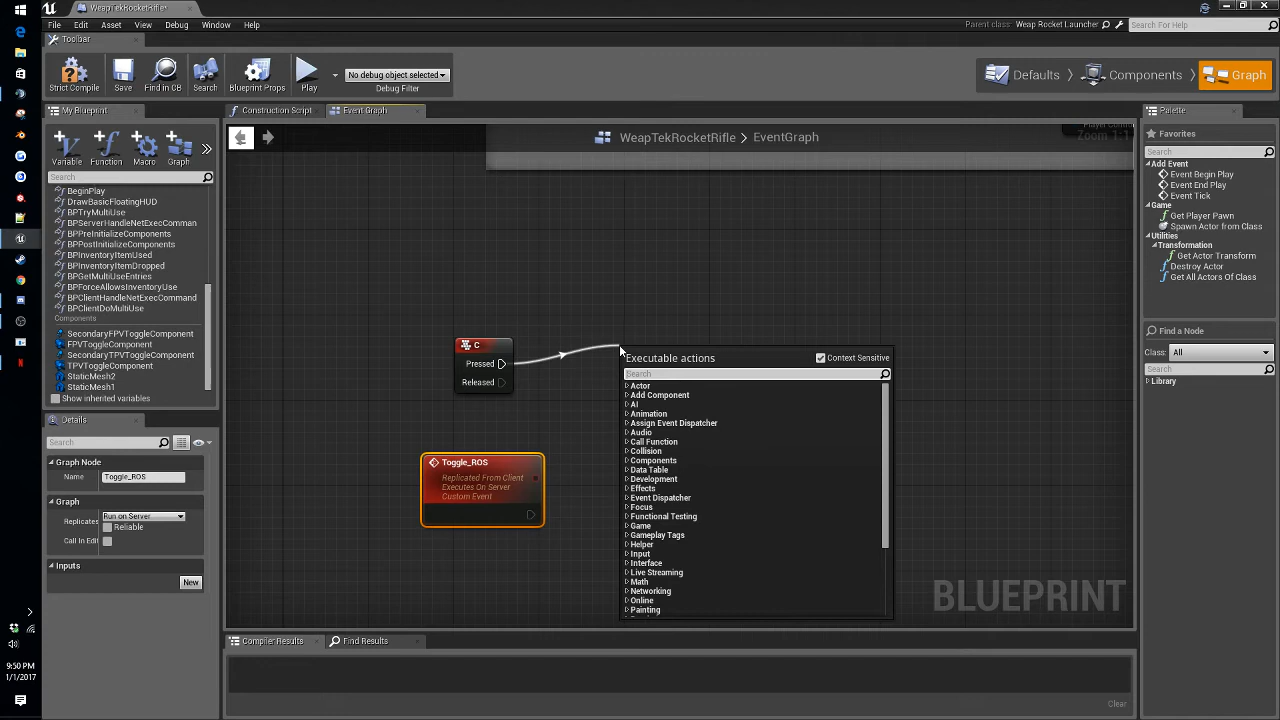 WeapTekRocketRifle*
File Edit Asset View Debug Window Help
Parent class: Weap Rocket Launcher
Search For Help
Toolbar
Strict Compile Save Find in CB Search Blueprint Props Play
No debug object selected
Debug Filter
Defaults Components Graph
My Blueprint
Variable Function Macro Graph
Search
BeginPlay
DrawBasicFloatingHUD
BPTryMultiUse
BPServerHandleNetExecComman
BPPreInitializeComponents
BPPostInitializeComponents
BPInventoryItemUsed
BPInventoryItemDropped
BPGetMultiUseEntries
BPForceAllowsInventoryUse
BPClientHandleNetExecCommand
BPClientDoMultiUse
Components
SecondaryFPVToggleComponent
FPVToggleComponent
SecondaryTPVToggleComponent
TPVToggleComponent
StaticMesh2
StaticMesh1
Show inherited variables
Details
Search
Graph Node
Name Toggle_ROS
Graph
Replicates Run on Server
Reliable
Call In Edit
Inputs
New
Construction Script
Event Graph
WeapTekRocketRifle > EventGraph
Zoom 1:1
C
Pressed
Released
Toggle_ROS
Replicated From Client
Executes On Server
Custom Event
Executable actions
Context Sensitive
Search
Actor
Add Component
AI
Animation
Assign Event Dispatcher
Audio
Call Function
Collision
Components
Data Table
Development
Effects
Event Dispatcher
Focus
Functional Testing
Game
Gameplay Tags
Helper
Input
Interface
Live Streaming
Math
Networking
Online
Painting
BLUEPRINT
Compiler Results
Find Results
Clear
Palette
Favorites
Search
Add Event
Event Begin Play
Event End Play
Event Tick
Game
Get Player Pawn
Spawn Actor from Class
Utilities
Transformation
Get Actor Transform
Destroy Actor
Get All Actors Of Class
Find a Node
Class: All
Search
Library
9:50 PM
1/1/2017